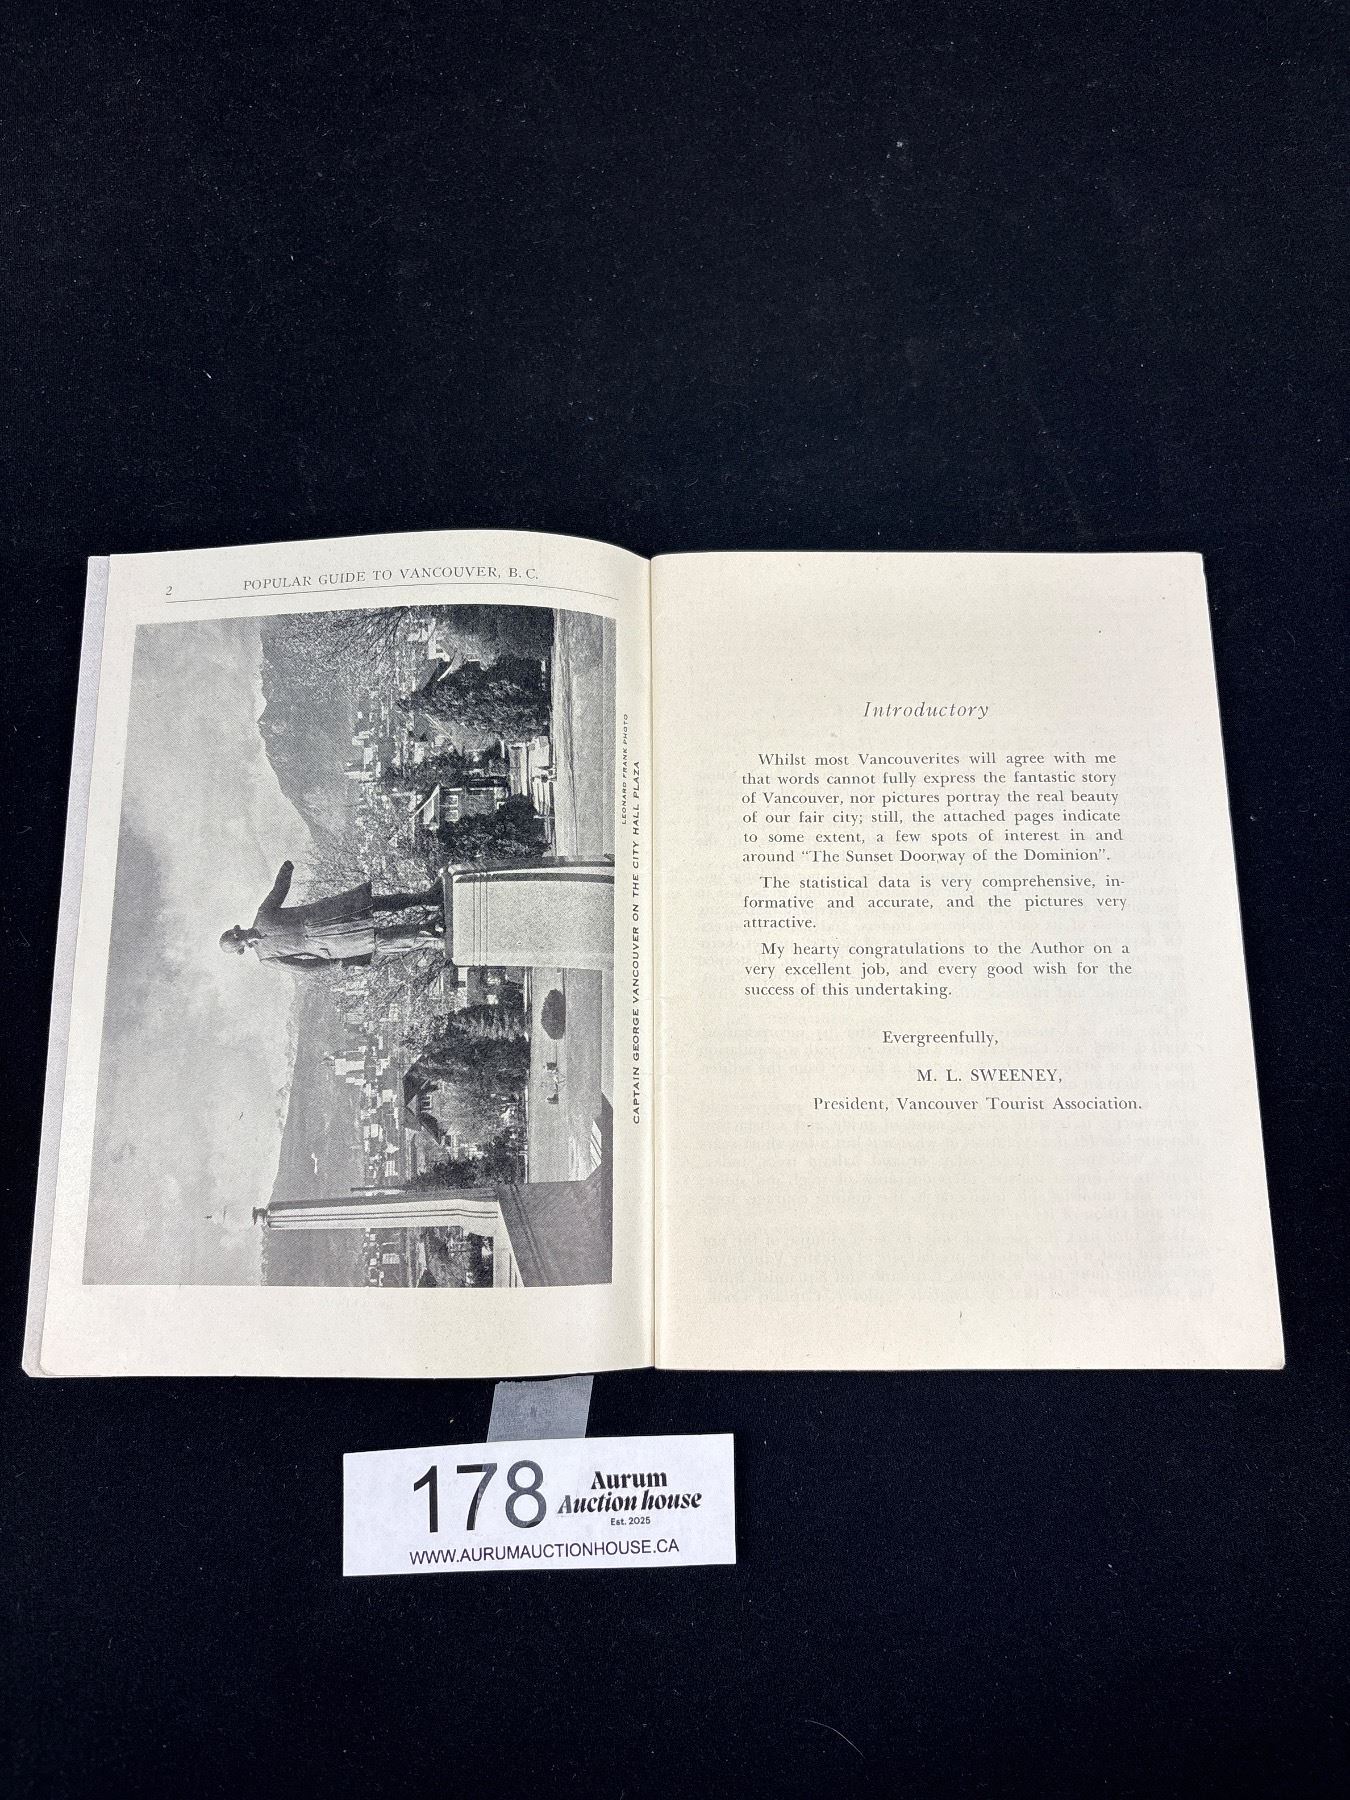 2
POPULAR GUIDE TO VANCOUVER, B. C.
LEONARD FRANK PHOTO
CAPTAIN GEORGE VANCOUVER ON THE CITY HALL PLAZA
Introductory
Whilst most Vancouverites will agree with me
that words cannot fully express the fantastic story
of Vancouver, nor pictures portray the real beauty
of our fair city; still, the attached pages indicate
to some extent, a few spots of interest in and
around “The Sunset Doorway of the Dominion”.
The statistical data is very comprehensive, in-
formative and accurate, and the pictures very
attractive.
My hearty congratulations to the Author on a
very excellent job, and every good wish for the
success of this undertaking.
Evergreenfully,
M. L. SWEENEY,
President, Vancouver Tourist Association.
178
Aurum
Auction house
Est. 2025
WWW.AURUMAUCTIONHOUSE.CA